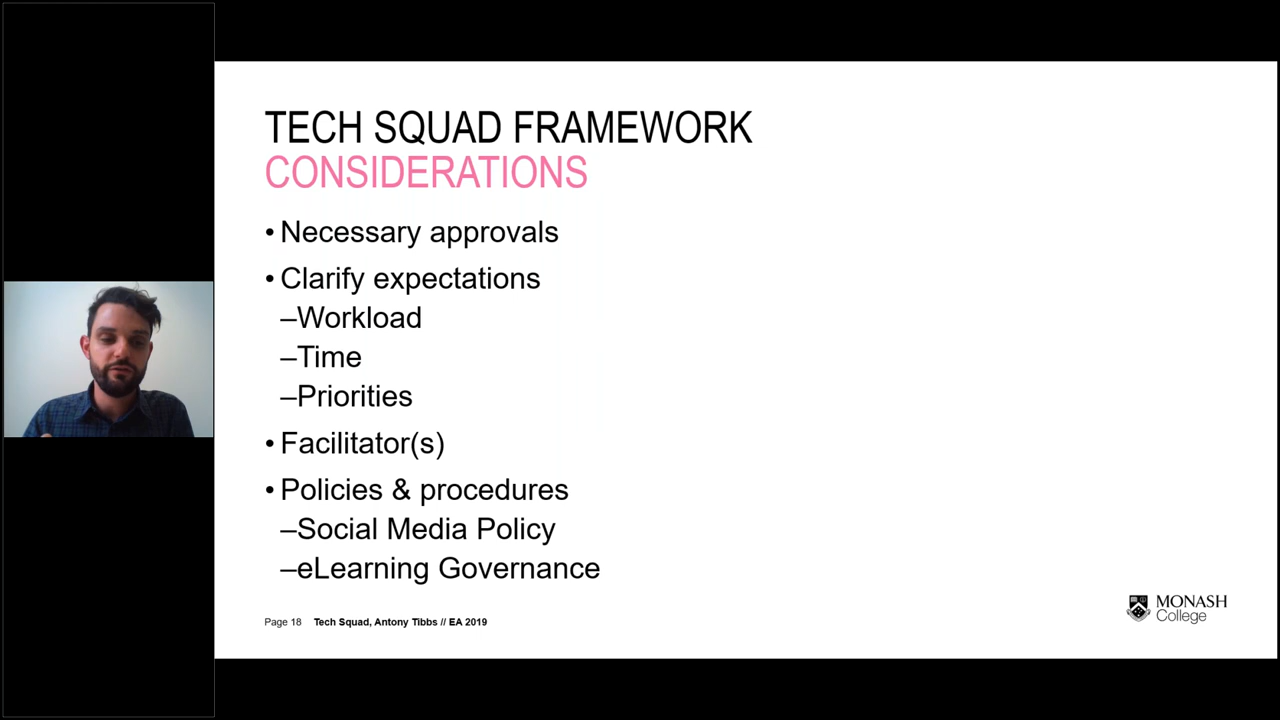 TECH SQUAD FRAMEWORK
CONSIDERATIONS
• Necessary approvals
• Clarify expectations
–Workload
–Time
–Priorities
• Facilitator(s)
• Policies & procedures
–Social Media Policy
–eLearning Governance
Page 18 Tech Squad, Antony Tibbs // EA 2019
MONASH
College